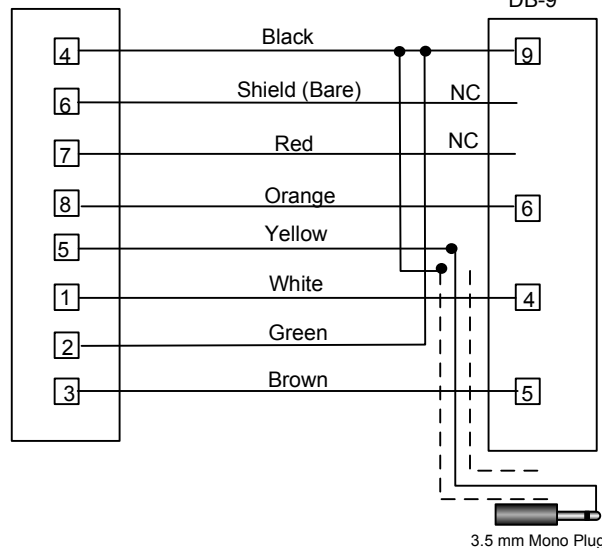 DB-9
4 Black 9
6 Shield (Bare) NC
7 Red NC
8 Orange 6
5 Yellow
1 White 4
2 Green
3 Brown 5
3.5 mm Mono Plug